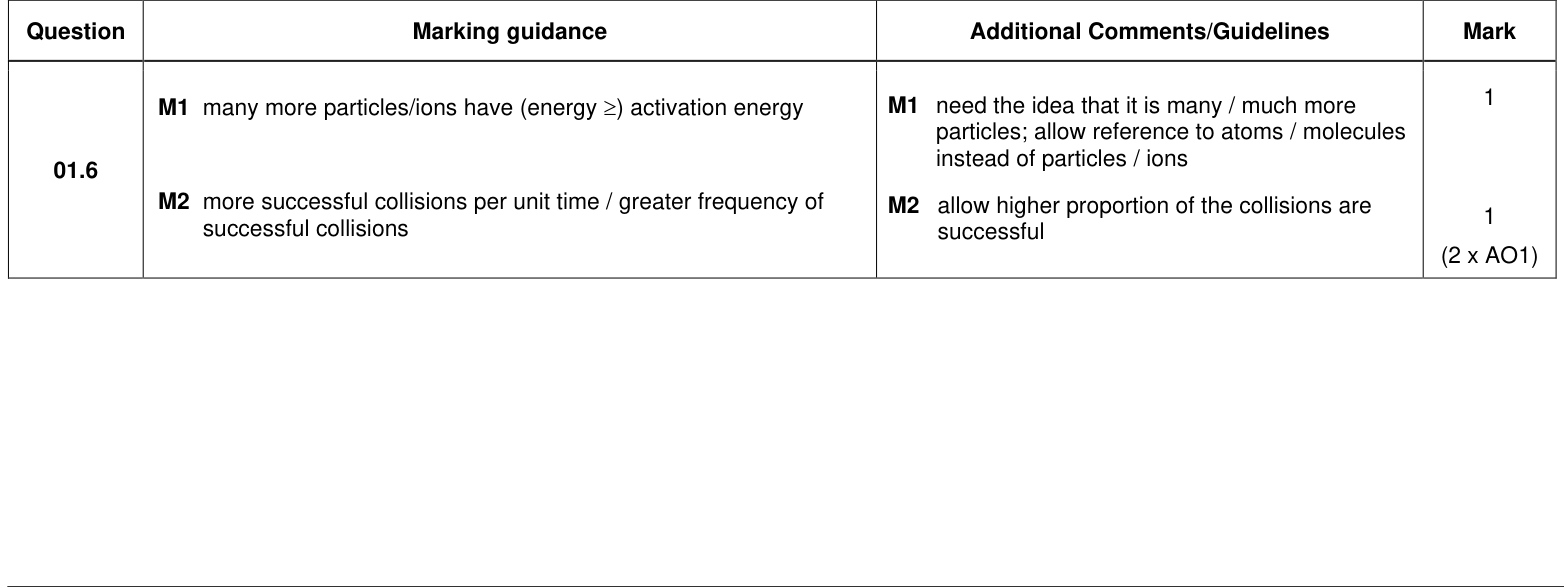 Question Marking guidance Additional Comments/Guidelines Mark
01.6
M1 many more particles/ions have (energy ≥) activation energy
M2 more successful collisions per unit time / greater frequency of
successful collisions
M1 need the idea that it is many / much more
particles; allow reference to atoms / molecules
instead of particles / ions
M2 allow higher proportion of the collisions are
successful
1
1
(2 x AO1)